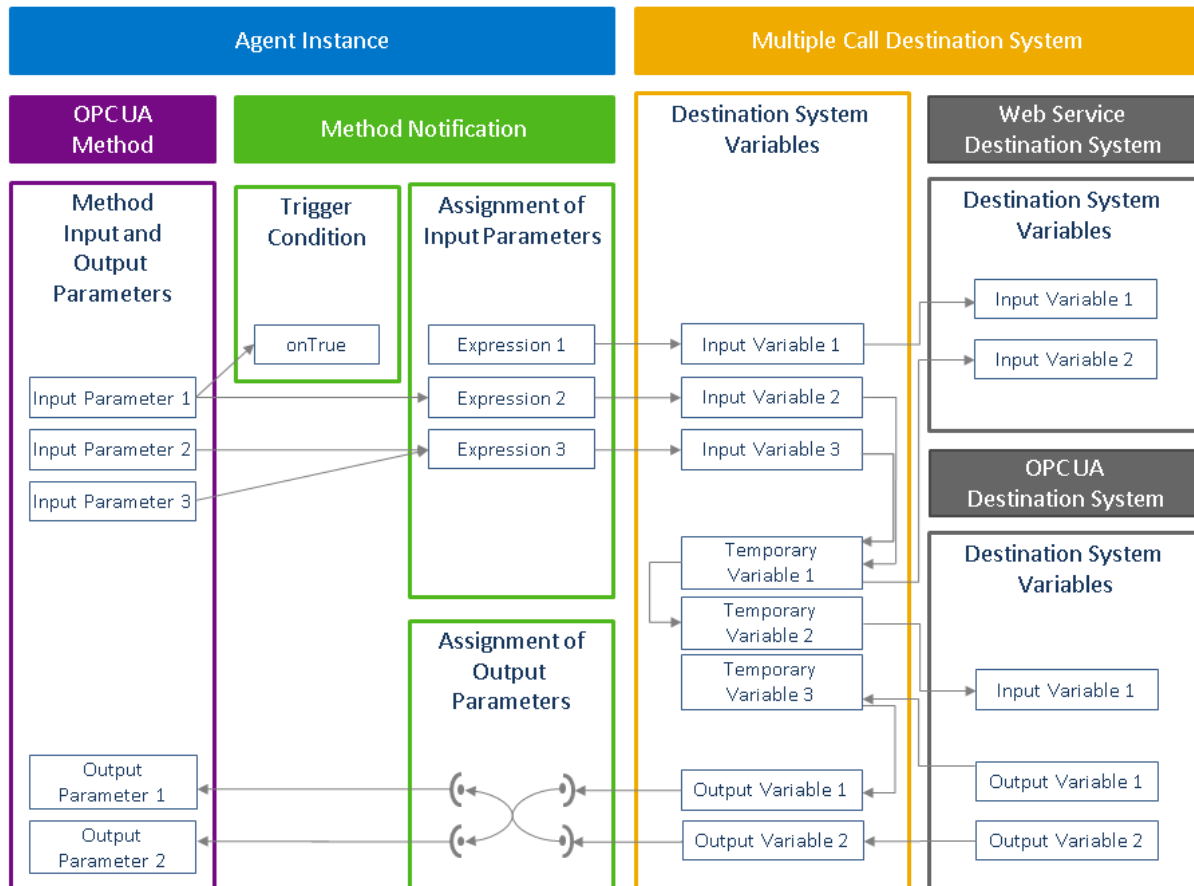 Agent Instance
Multiple Call Destination System
OPC UA
Method
Method Notification
Destination System
Variables
Web Service
Destination System
Method
Input and
Output
Parameters
Trigger
Condition
Assignment of
Input Parameters
Destination System
Variables
Input Variable 1
onTrue
Expression 1
Input Variable 1
Input Variable 2
Input Parameter 1
Expression 2
Input Variable 2
Input Parameter 2
Expression 3
Input Variable 3
OPC UA
Destination System
Input Parameter 3
Temporary
Variable 1
Destination System
Variables
Temporary
Variable 2
Assignment of
Output
Parameters
Temporary
Variable 3
Input Variable 1
Output
Parameter 1
Output Variable 1
Output Variable 1
Output
Parameter 2
Output Variable 2
Output Variable 2